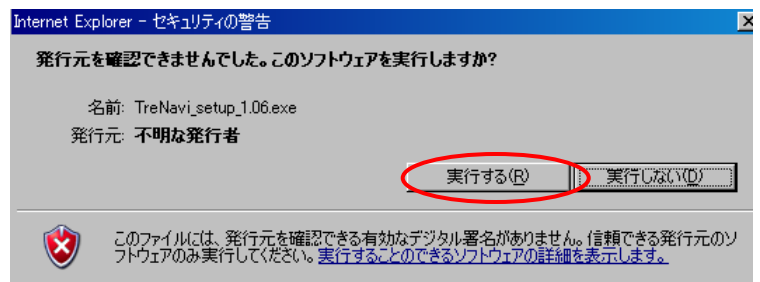 Internet Explorer - セキュリティの警告
発行元を確認できませんでした。このソフトウェアを実行しますか?
名前: TreNavi_setup_1.06.exe
発行元: 不明な発行者
実行する(R) 実行しない(D)
このファイルには、発行元を確認できる有効なデジタル署名がありません。信頼できる発行元のソ
フトウェアのみ実行してください。実行することのできるソフトウェアの詳細を表示します。